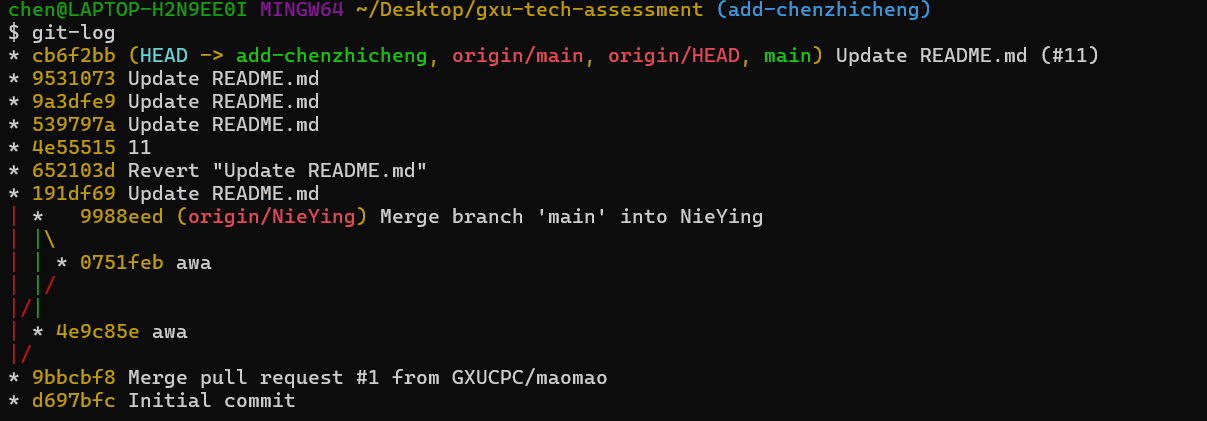 chen@LAPTOP-H2N9EE0I MINGW64 ~/Desktop/gxu-tech-assessment (add-chenzhicheng)
$ git-log
* cb6f2bb (HEAD -> add-chenzhicheng, origin/main, origin/HEAD, main) Update README.md (#11)
* 9531073 Update README.md
* 9a3dfe9 Update README.md
* 539797a Update README.md
* 4e55515 11
* 652103d Revert "Update README.md"
* 191df69 Update README.md
| *   9988eed (origin/NieYing) Merge branch 'main' into NieYing
| |\
| | * 0751feb awa
| |/
|/|
| * 4e9c85e awa
|/
* 9bbcbf8 Merge pull request #1 from GXUCPC/maomao
* d697bfc Initial commit